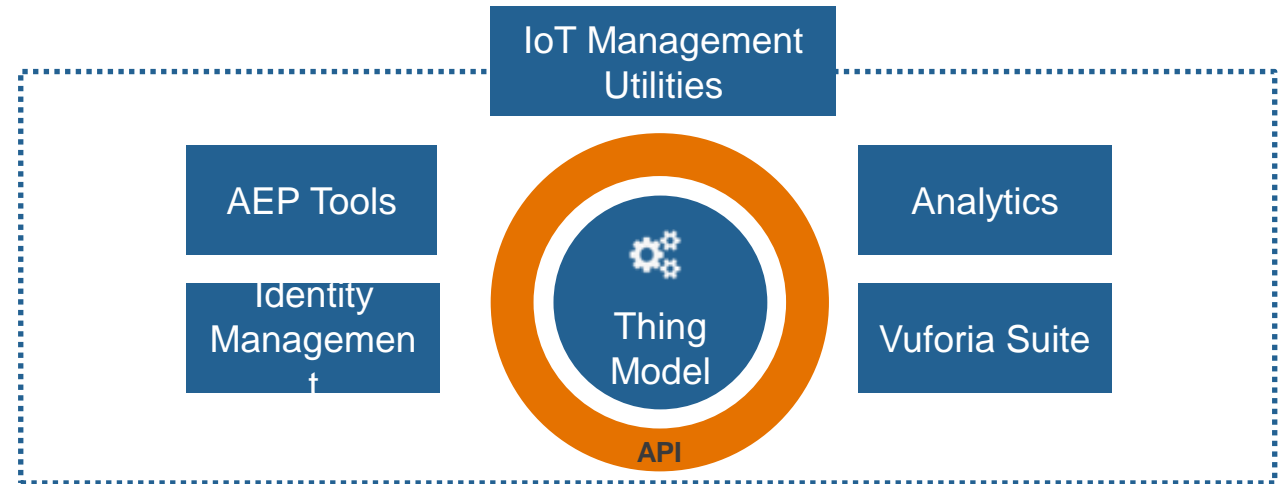 IoT Management
Utilities
AEP Tools
Analytics
Identity
Managemen
t
Thing
Model
Vuforia Suite
API